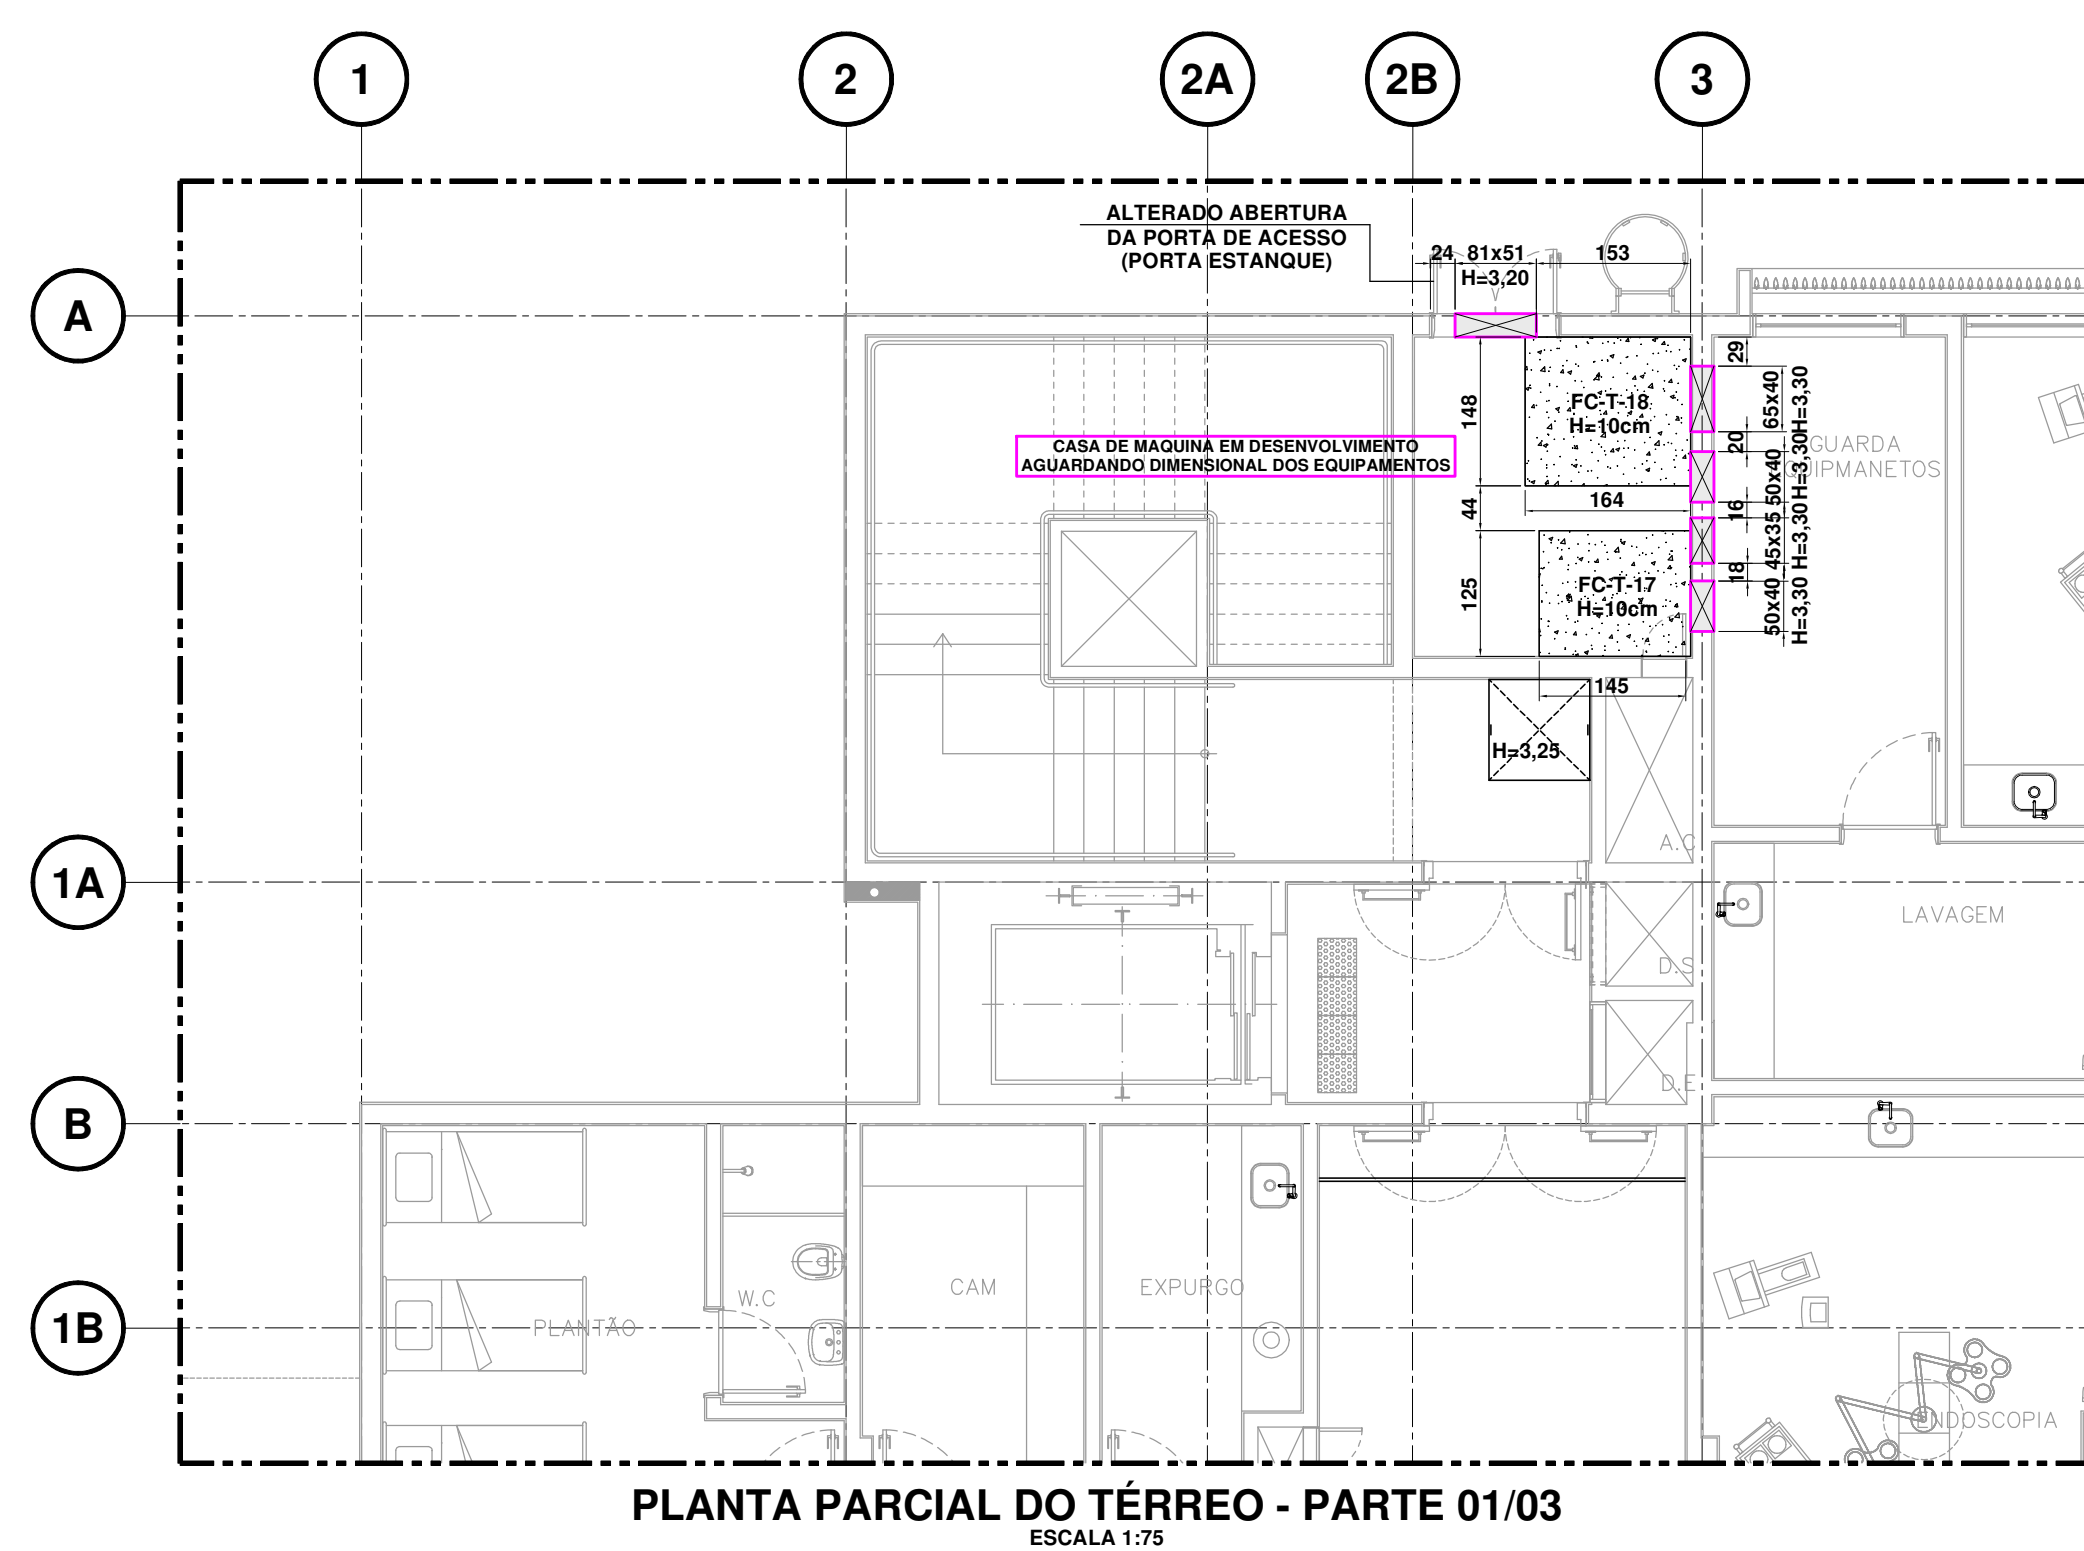 1
2
2A
2B
3
ALTERADO ABERTURA
DA PORTA DE ACESSO
(PORTA ESTANQUE)
24
81x51
153
H=3,20
A
29
65x40
H=3,30
148
FC-T-18
H=10cm
CASA DE MAQUINA EM DESENVOLVIMENTO
AGUARDANDO DIMENSIONAL DOS EQUIPAMENTOS
20
50x40
H=3,30
GUARDA
EQUIPMANETOS
164
44
16
45x35
H=3,30
125
FC-T-17
H=10cm
18
50x40
H=3,30
145
H=3,25
A.C
1A
LAVAGEM
D.S
D.E
B
PLANTÃO
W.C
CAM
EXPURGO
1B
ENDOSCOPIA
PLANTA PARCIAL DO TÉRREO - PARTE 01/03
ESCALA 1:75